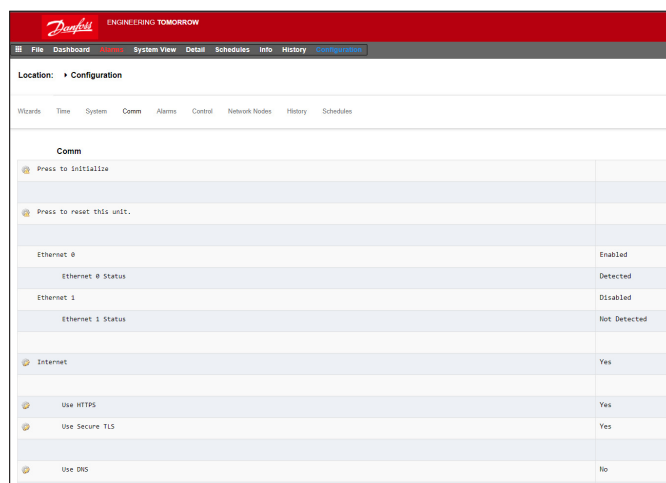 Danfoss ENGINEERING TOMORROW
File Dashboard Alarms System View Detail Schedules Info History Configuration
Location: Configuration
Wizards Time System Comm Alarms Control Network Nodes History Schedules
Comm
Press to initialize
Press to reset this unit.
Ethernet 0 Enabled
Ethernet 0 Status Detected
Ethernet 1 Disabled
Ethernet 1 Status Not Detected
Internet Yes
Use HTTPS Yes
Use Secure TLS Yes
Use DNS No